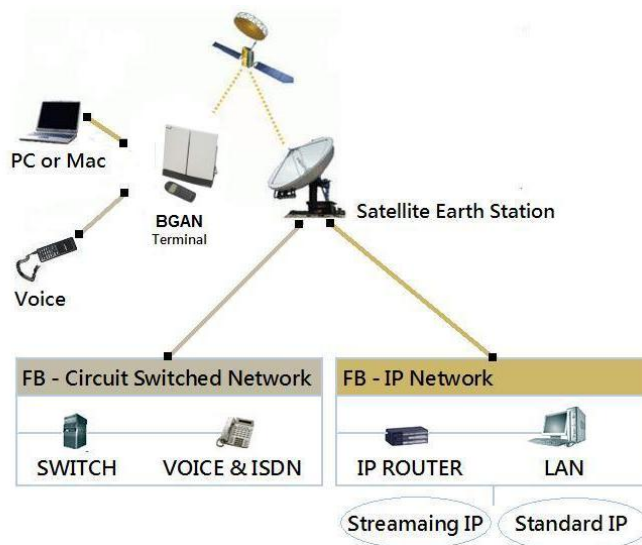 PC or Mac
BGAN
Terminal
Satellite Earth Station
Voice
FB - Circuit Switched Network
FB - IP Network
SWITCH
VOICE & ISDN
IP ROUTER
LAN
Streamaing IP
Standard IP